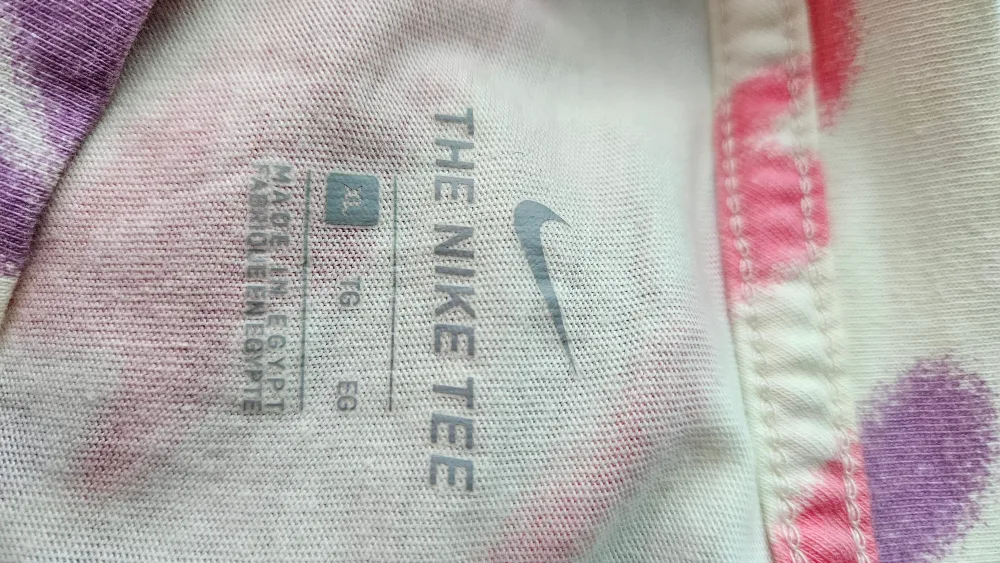 THE NIKE TEE
XL TG EG
MADE IN EGYPT
FABRIQUE EN EGYPTE